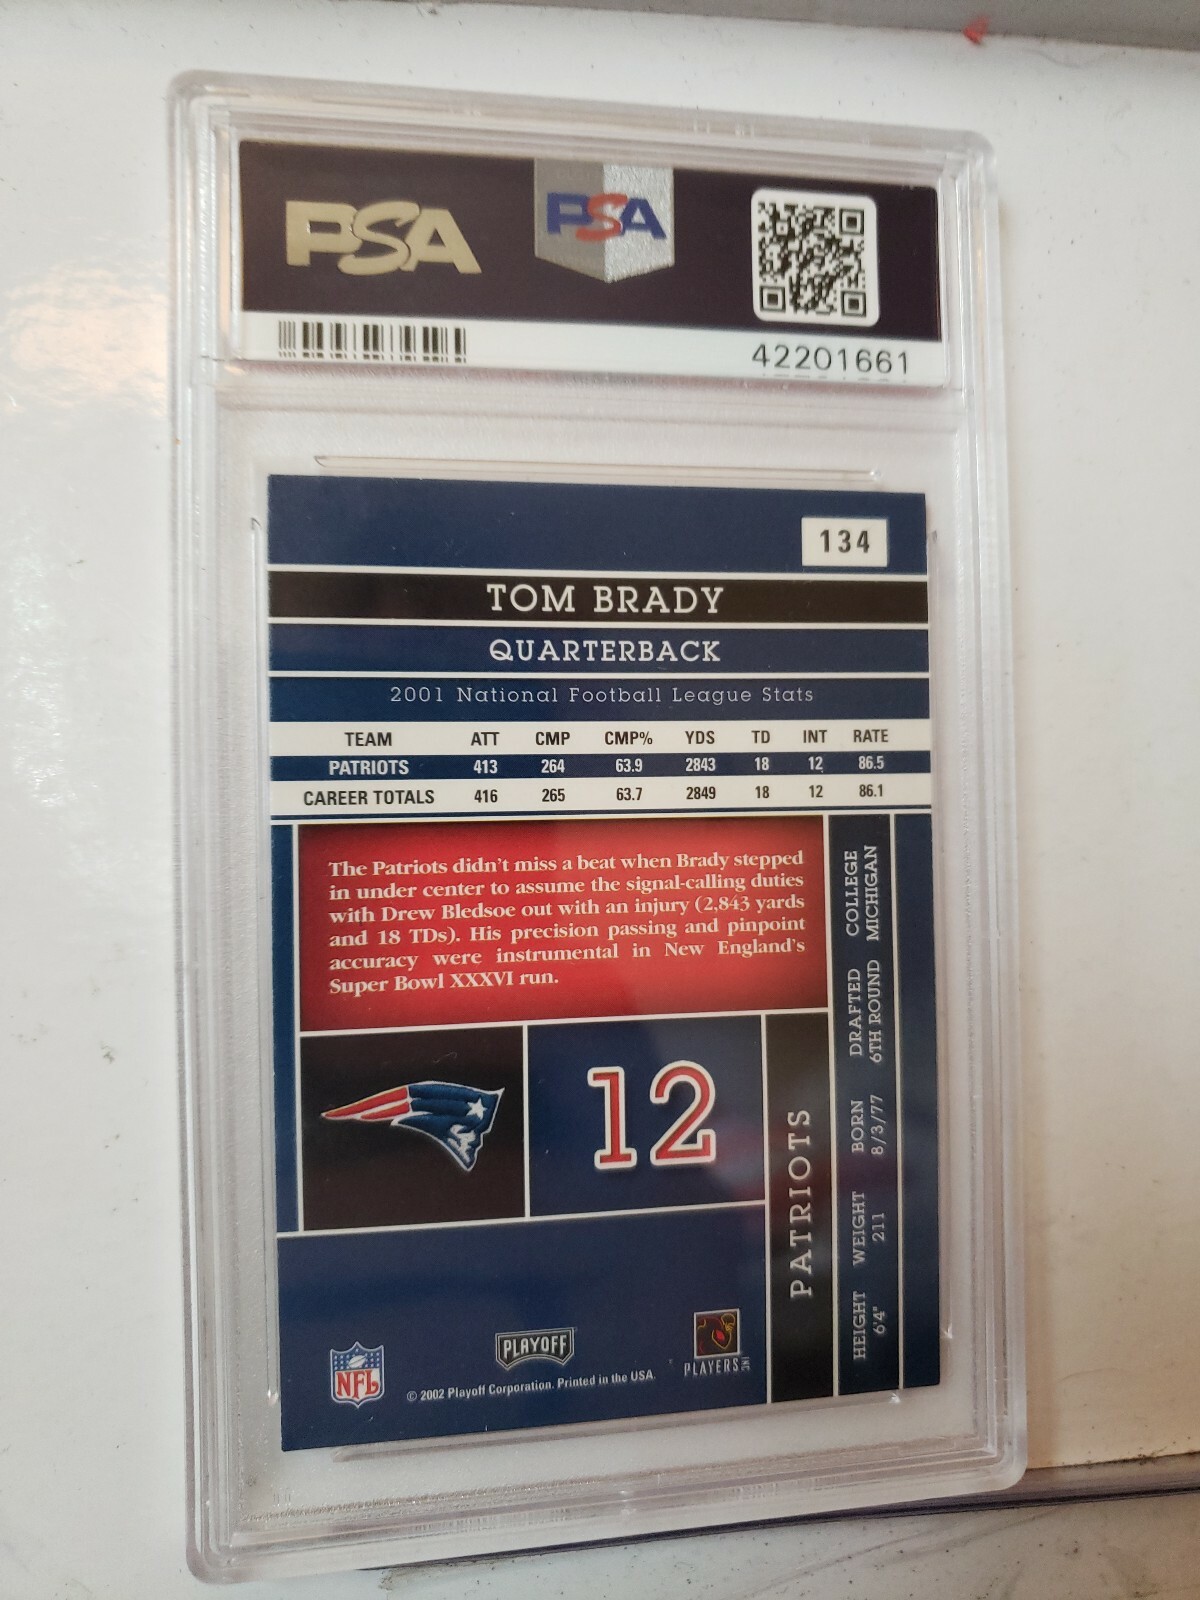 PSA
PSA
42201661
134
TOM BRADY
QUARTERBACK
2001 National Football League Stats
TEAM ATT CMP CMP% YDS TD INT RATE
PATRIOTS 413 264 63.9 2843 18 12 86.5
CAREER TOTALS 416 265 63.7 2849 18 12 86.1
The Patriots didn't miss a beat when Brady stepped
in under center to assume the signal-calling duties
with Drew Bledsoe out with an injury (2,843 yards
and 18 TDs). His precision passing and pinpoint
accuracy were instrumental in New England's
Super Bowl XXXVI run.
12
PATRIOTS
HEIGHT WEIGHT BORN DRAFTED COLLEGE
6'4" 211 8/3/77 6TH ROUND MICHIGAN
NFL
PLAYOFF
PLAYERS INC
© 2002 Playoff Corporation. Printed in the USA.